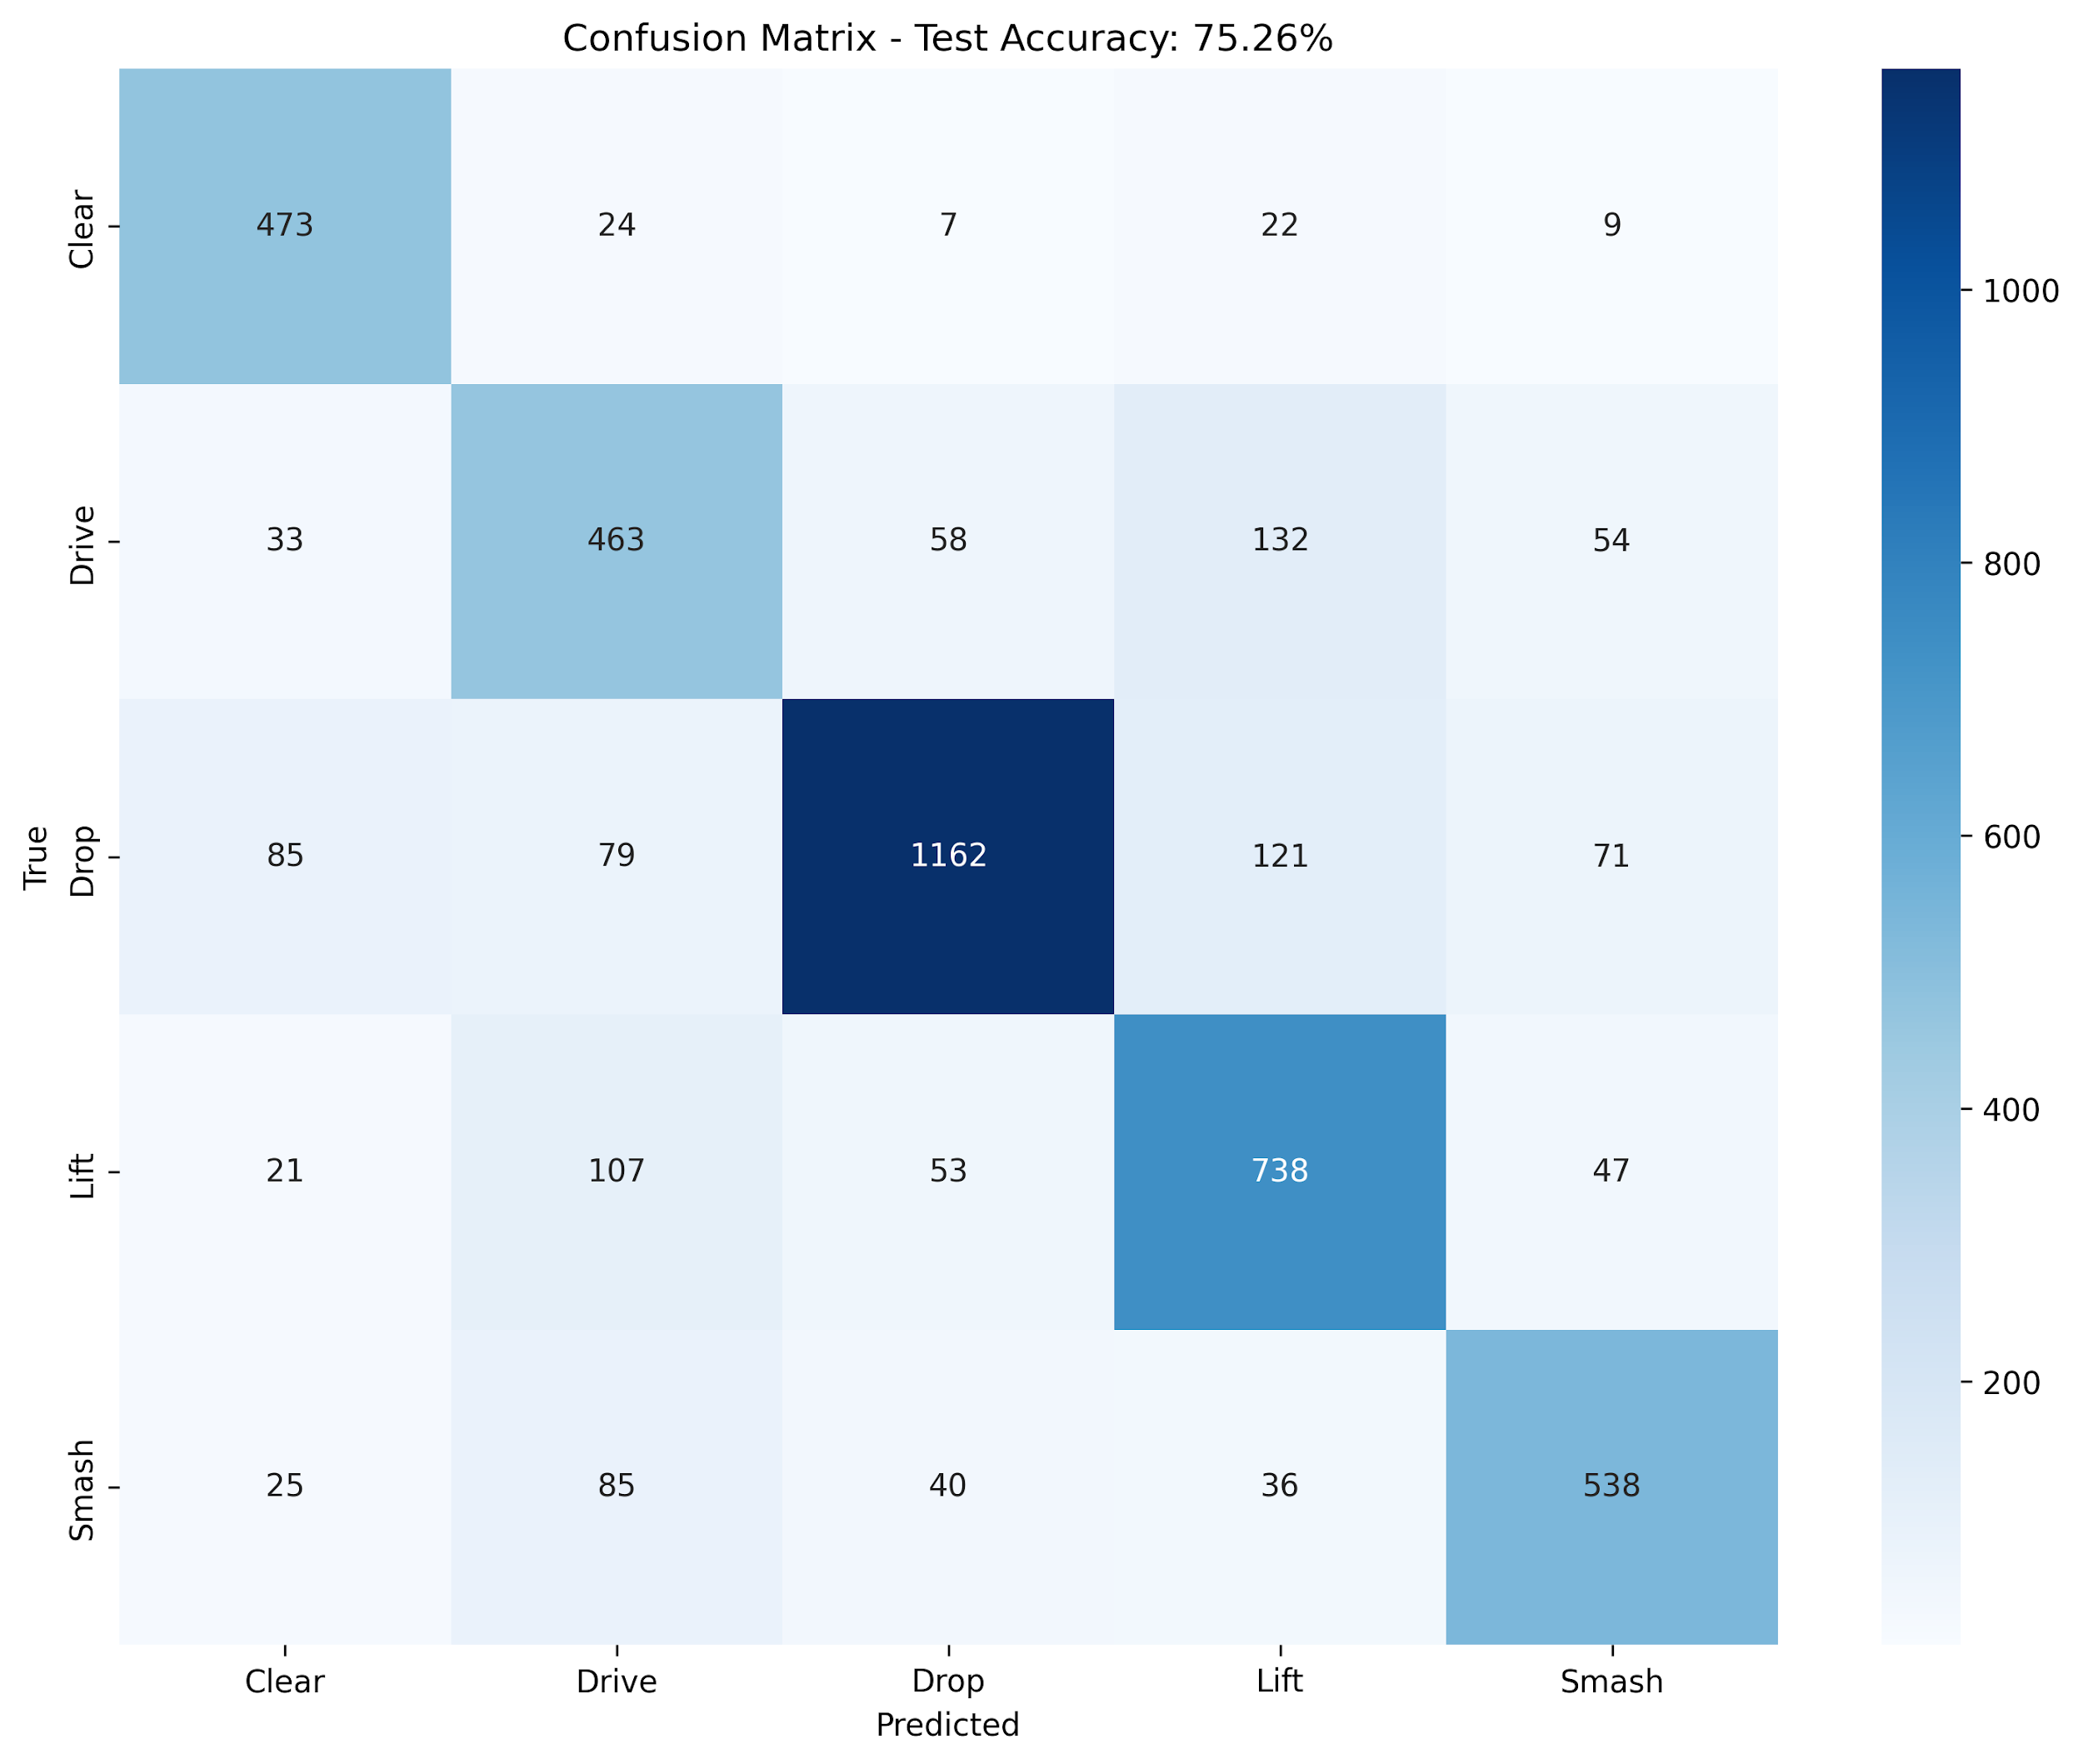 Confusion Matrix - Test Accuracy: 75.26%
Clear 473 24 7 22 9
1000
Drive 33 463 58 132 54
800
True
Drop 85 79 1162 121 71
600
Lift 21 107 53 738 47
400
200
Smash 25 85 40 36 538
Clear Drive Drop Lift Smash
Predicted